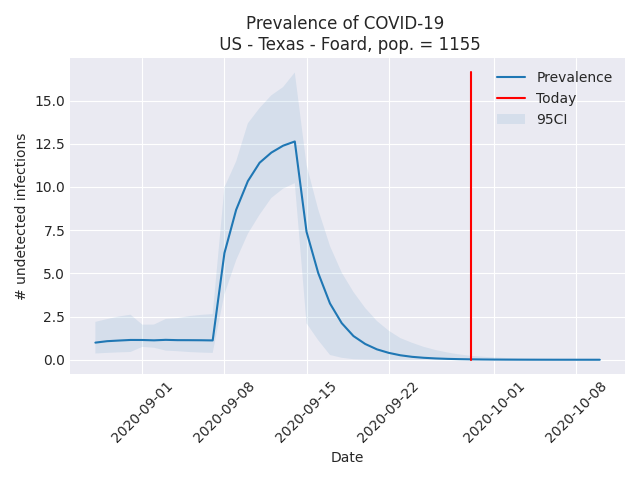 Prevalence of COVID-19
US - Texas - Foard, pop. = 1155
Prevalence
Today
95CI
# undetected infections
15.0
12.5
10.0
7.5
5.0
2.5
0.0
2020-09-01
2020-09-08
2020-09-15
2020-09-22
2020-10-01
2020-10-08
Date